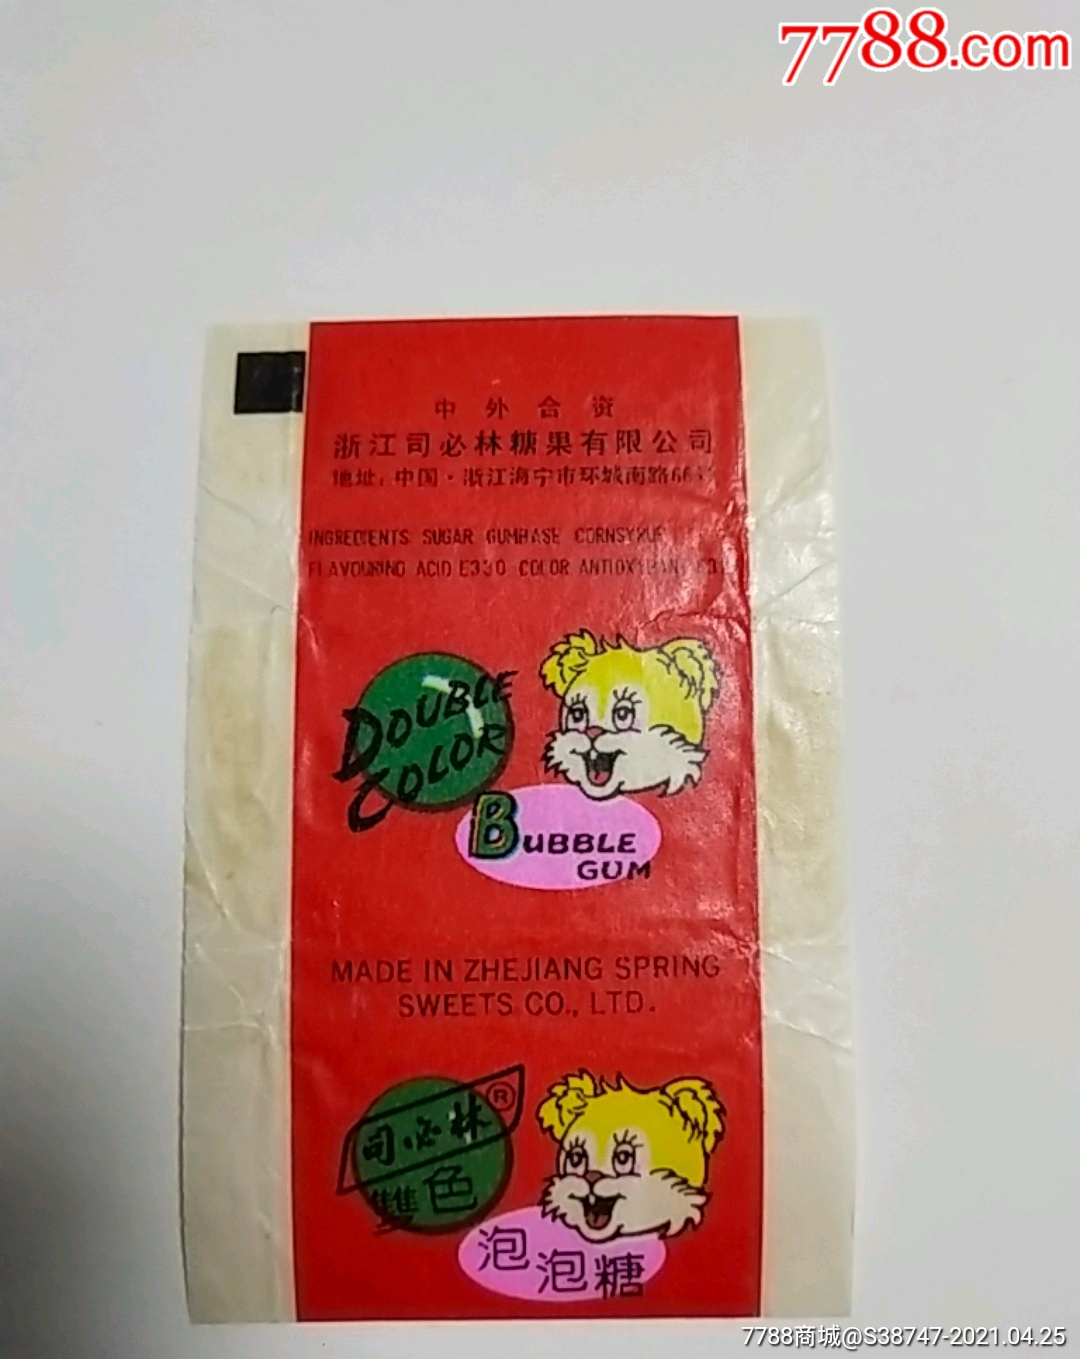 7788.com
中外合资
浙江司必林糖果有限公司
地址：中国·浙江海宁市环城南路
INGREDIENTS SUGAR GUMBASE CORNSYRUP
FLAVOURING ACID E330 COLOR ANTIOXIDANT
DOUBLE
COLOR
BUBBLE
GUM
MADE IN ZHEJIANG SPRING
SWEETS CO., LTD.
司必林®
雙色
泡泡糖
7788商城@S38747-2021.04.25